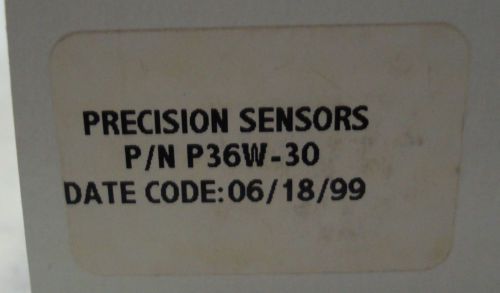 PRECISION SENSORS
P/N P36W-30
DATE CODE:06/18/99